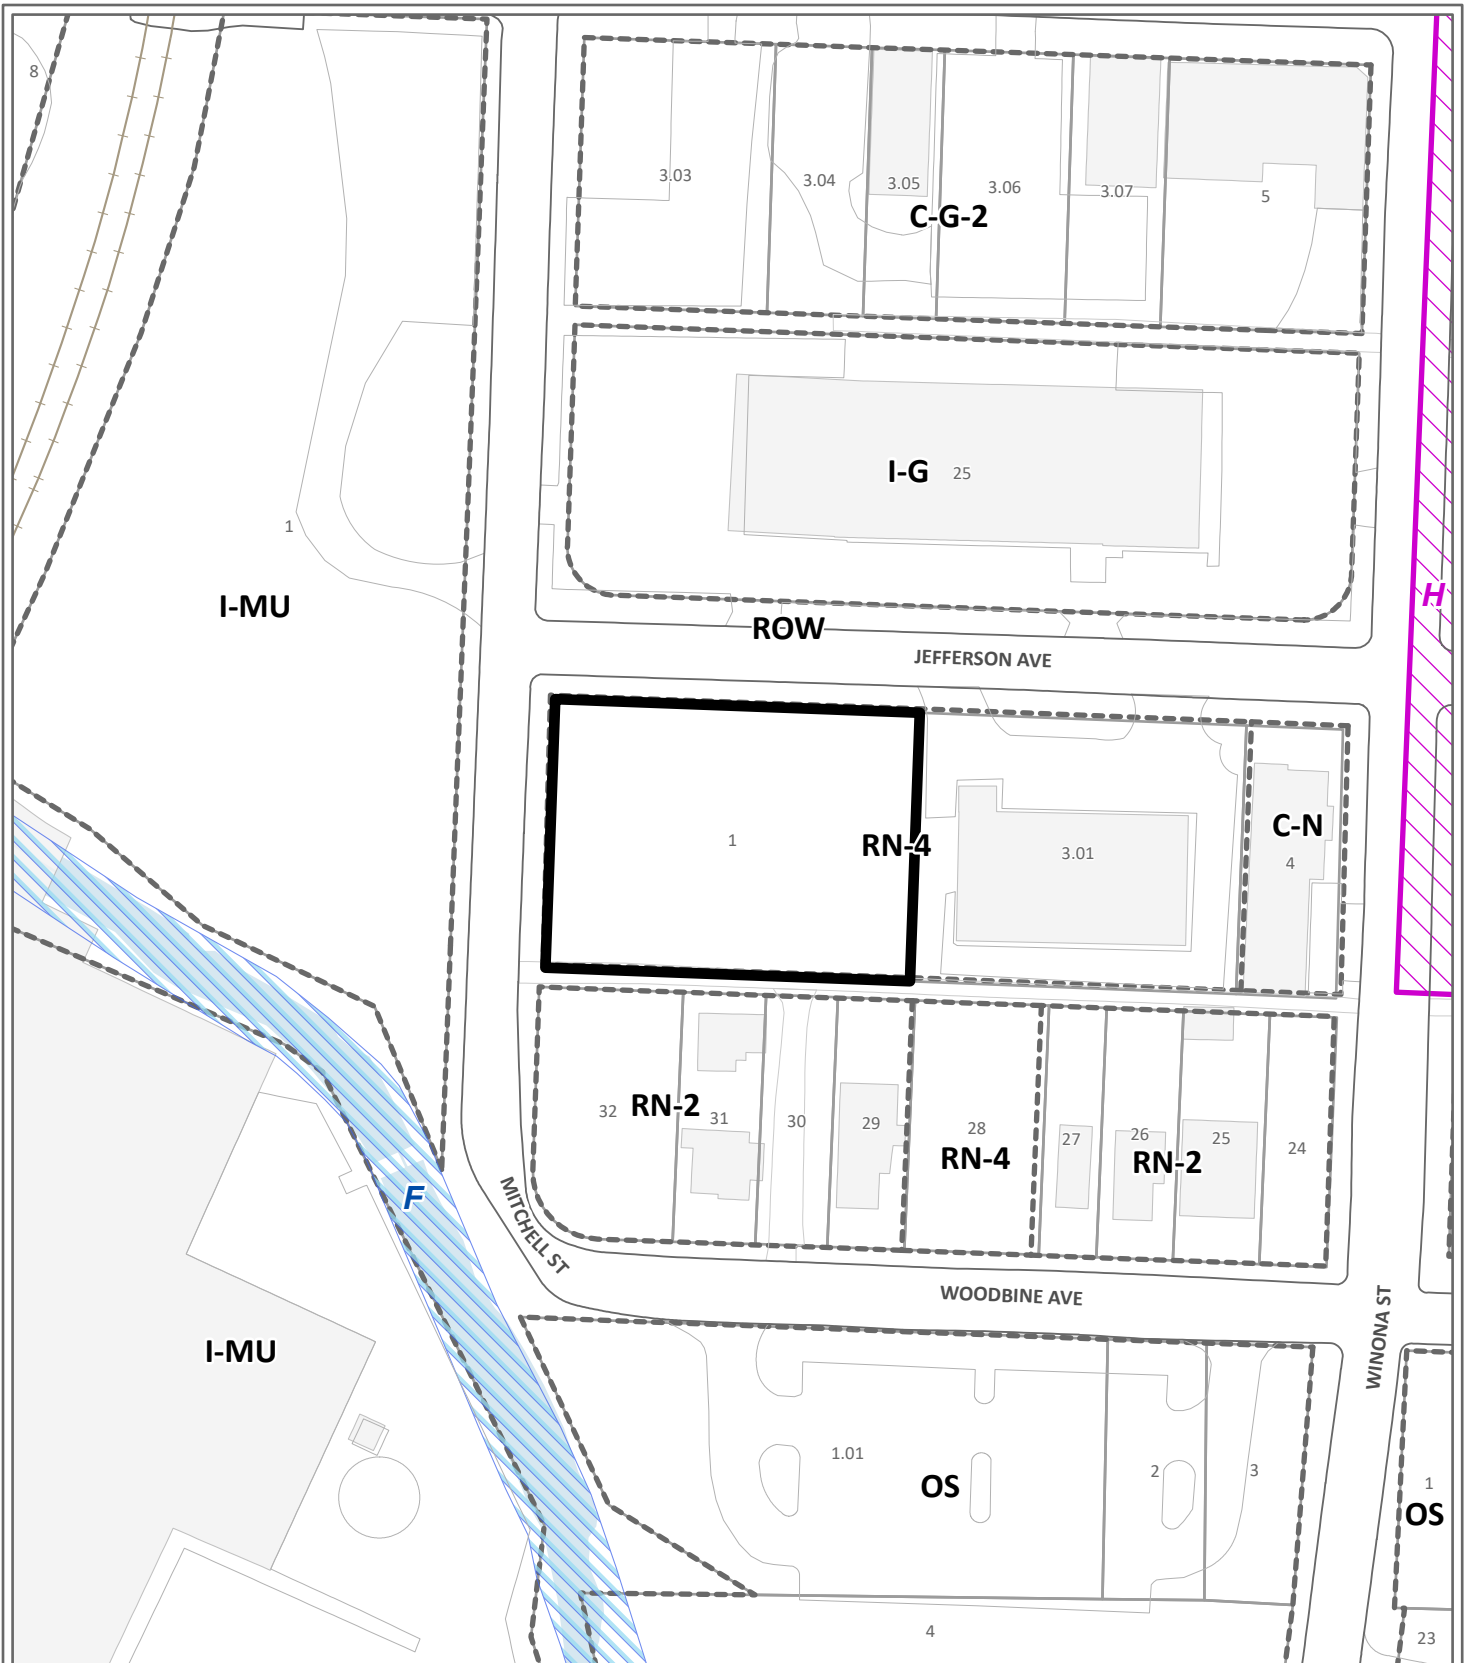 8
3.03
3.04
3.05
3.06
3.07
5
C-G-2
I-G
25
1
I-MU
H
ROW
JEFFERSON AVE
1
RN-4
3.01
C-N
4
32
RN-2
31
30
29
28
RN-4
27
26
25
RN-2
24
F
MITCHELL ST
WOODBINE AVE
WINONA ST
I-MU
1.01
OS
2
3
1
OS
4
23